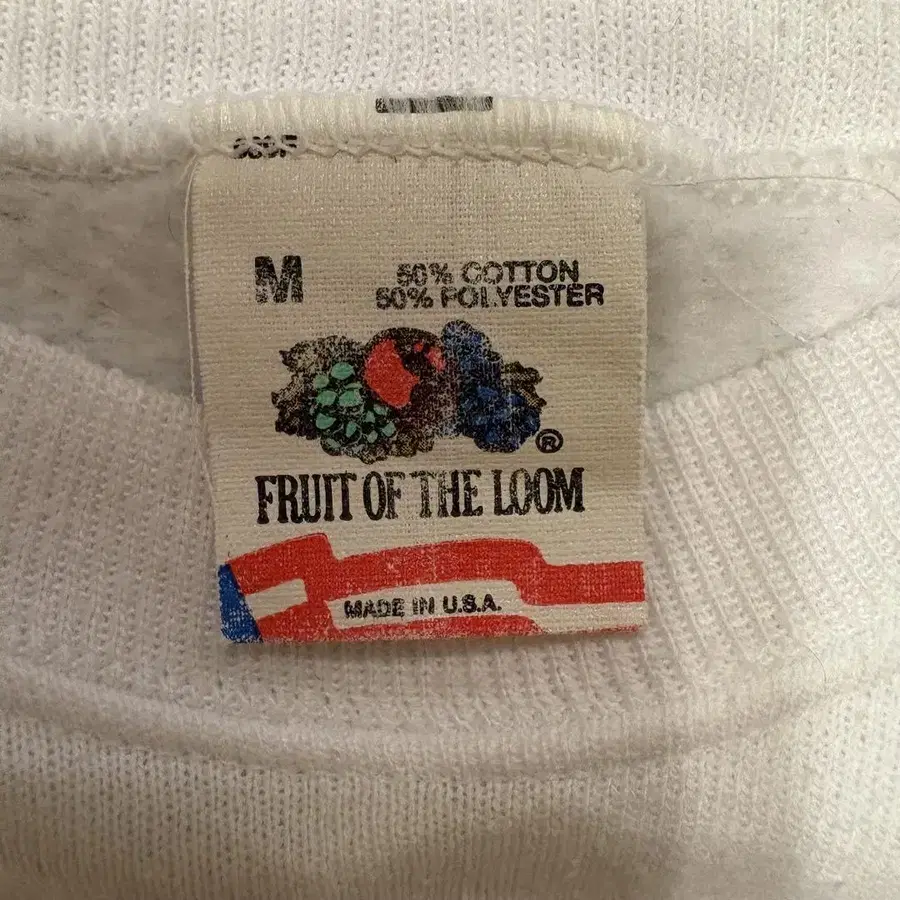 M
50% COTTON
50% POLYESTER
®
FRUIT OF THE LOOM
MADE IN U.S.A.